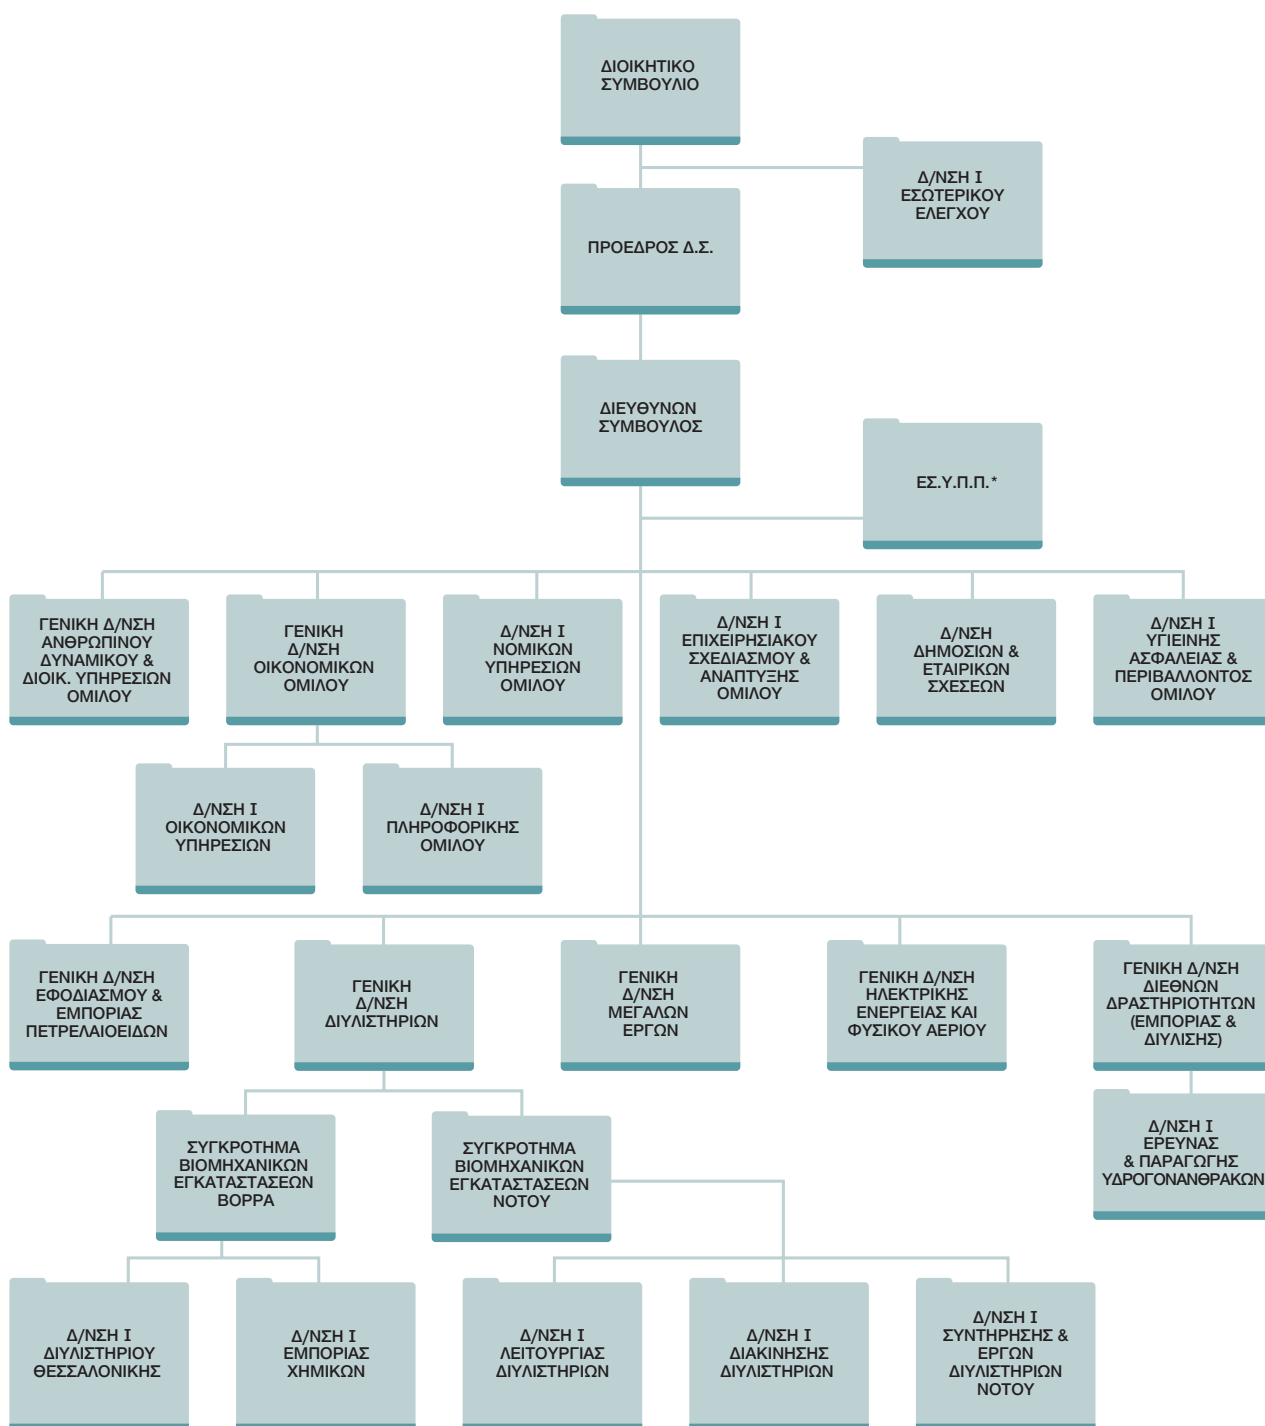 ΔΙΟΙΚΗΤΙΚΟ
ΣΥΜΒΟΥΛΙΟ
Δ/ΝΣΗ Ι
ΕΣΩΤΕΡΙΚΟΥ
ΕΛΕΓΧΟΥ
ΠΡΟΕΔΡΟΣ Δ.Σ.
ΔΙΕΥΘΥΝΩΝ
ΣΥΜΒΟΥΛΟΣ
ΕΣ.Υ.Π.Π.*
ΓΕΝΙΚΗ Δ/ΝΣΗ
ΑΝΘΡΩΠΙΝΟΥ
ΔΥΝΑΜΙΚΟΥ &
ΔΙΟΙΚ. ΥΠΗΡΕΣΙΩΝ
ΟΜΙΛΟΥ
ΓΕΝΙΚΗ
Δ/ΝΣΗ
ΟΙΚΟΝΟΜΙΚΩΝ
ΟΜΙΛΟΥ
Δ/ΝΣΗ Ι
ΝΟΜΙΚΩΝ
ΥΠΗΡΕΣΙΩΝ
ΟΜΙΛΟΥ
Δ/ΝΣΗ Ι
ΕΠΙΧΕΙΡΗΣΙΑΚΟΥ
ΣΧΕΔΙΑΣΜΟΥ &
ΑΝΑΠΤΥΞΗΣ
ΟΜΙΛΟΥ
Δ/ΝΣΗ
ΔΗΜΟΣΙΩΝ &
ΕΤΑΙΡΙΚΩΝ
ΣΧΕΣΕΩΝ
Δ/ΝΣΗ Ι
ΥΓΙΕΙΝΗΣ
ΑΣΦΑΛΕΙΑΣ &
ΠΕΡΙΒΑΛΛΟΝΤΟΣ
ΟΜΙΛΟΥ
Δ/ΝΣΗ Ι
ΟΙΚΟΝΟΜΙΚΩΝ
ΥΠΗΡΕΣΙΩΝ
Δ/ΝΣΗ Ι
ΠΛΗΡΟΦΟΡΙΚΗΣ
ΟΜΙΛΟΥ
ΓΕΝΙΚΗ Δ/ΝΣΗ
ΕΦΟΔΙΑΣΜΟΥ &
ΕΜΠΟΡΙΑΣ
ΠΕΤΡΕΛΑΙΟΕΙΔΩΝ
ΓΕΝΙΚΗ
Δ/ΝΣΗ
ΔΙΥΛΙΣΤΗΡΙΩΝ
ΓΕΝΙΚΗ
Δ/ΝΣΗ
ΜΕΓΑΛΩΝ
ΕΡΓΩΝ
ΓΕΝΙΚΗ Δ/ΝΣΗ
ΗΛΕΚΤΡΙΚΗΣ
ΕΝΕΡΓΕΙΑΣ ΚΑΙ
ΦΥΣΙΚΟΥ ΑΕΡΙΟΥ
ΓΕΝΙΚΗ Δ/ΝΣΗ
ΔΙΕΘΝΩΝ
ΔΡΑΣΤΗΡΙΟΤΗΤΩΝ
(ΕΜΠΟΡΙΑΣ &
ΔΙΥΛΙΣΗΣ)
ΣΥΓΚΡΟΤΗΜΑ
ΒΙΟΜΗΧΑΝΙΚΩΝ
ΕΓΚΑΤΑΣΤΑΣΕΩΝ
ΒΟΡΡΑ
ΣΥΓΚΡΟΤΗΜΑ
ΒΙΟΜΗΧΑΝΙΚΩΝ
ΕΓΚΑΤΑΣΤΑΣΕΩΝ
ΝΟΤΟΥ
Δ/ΝΣΗ Ι
ΕΡΕΥΝΑΣ
& ΠΑΡΑΓΩΓΗΣ
ΥΔΡΟΓΟΝΑΝΘΡΑΚΩΝ
Δ/ΝΣΗ Ι
ΔΙΥΛΙΣΤΗΡΙΟΥ
ΘΕΣΣΑΛΟΝΙΚΗΣ
Δ/ΝΣΗ Ι
ΕΜΠΟΡΙΑΣ
ΧΗΜΙΚΩΝ
Δ/ΝΣΗ Ι
ΛΕΙΤΟΥΡΓΙΑΣ
ΔΙΥΛΙΣΤΗΡΙΩΝ
Δ/ΝΣΗ Ι
ΔΙΑΚΙΝΗΣΗΣ
ΔΙΥΛΙΣΤΗΡΙΩΝ
Δ/ΝΣΗ Ι
ΣΥΝΤΗΡΗΣΗΣ &
ΕΡΓΩΝ
ΔΙΥΛΙΣΤΗΡΙΩΝ
ΝΟΤΟΥ